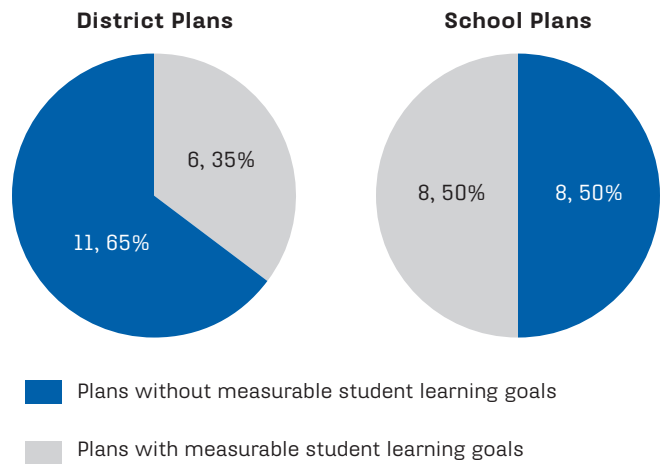 District Plans
School Plans
6, 35%
11, 65%
8, 50%
8, 50%
Plans without measurable student learning goals
Plans with measurable student learning goals